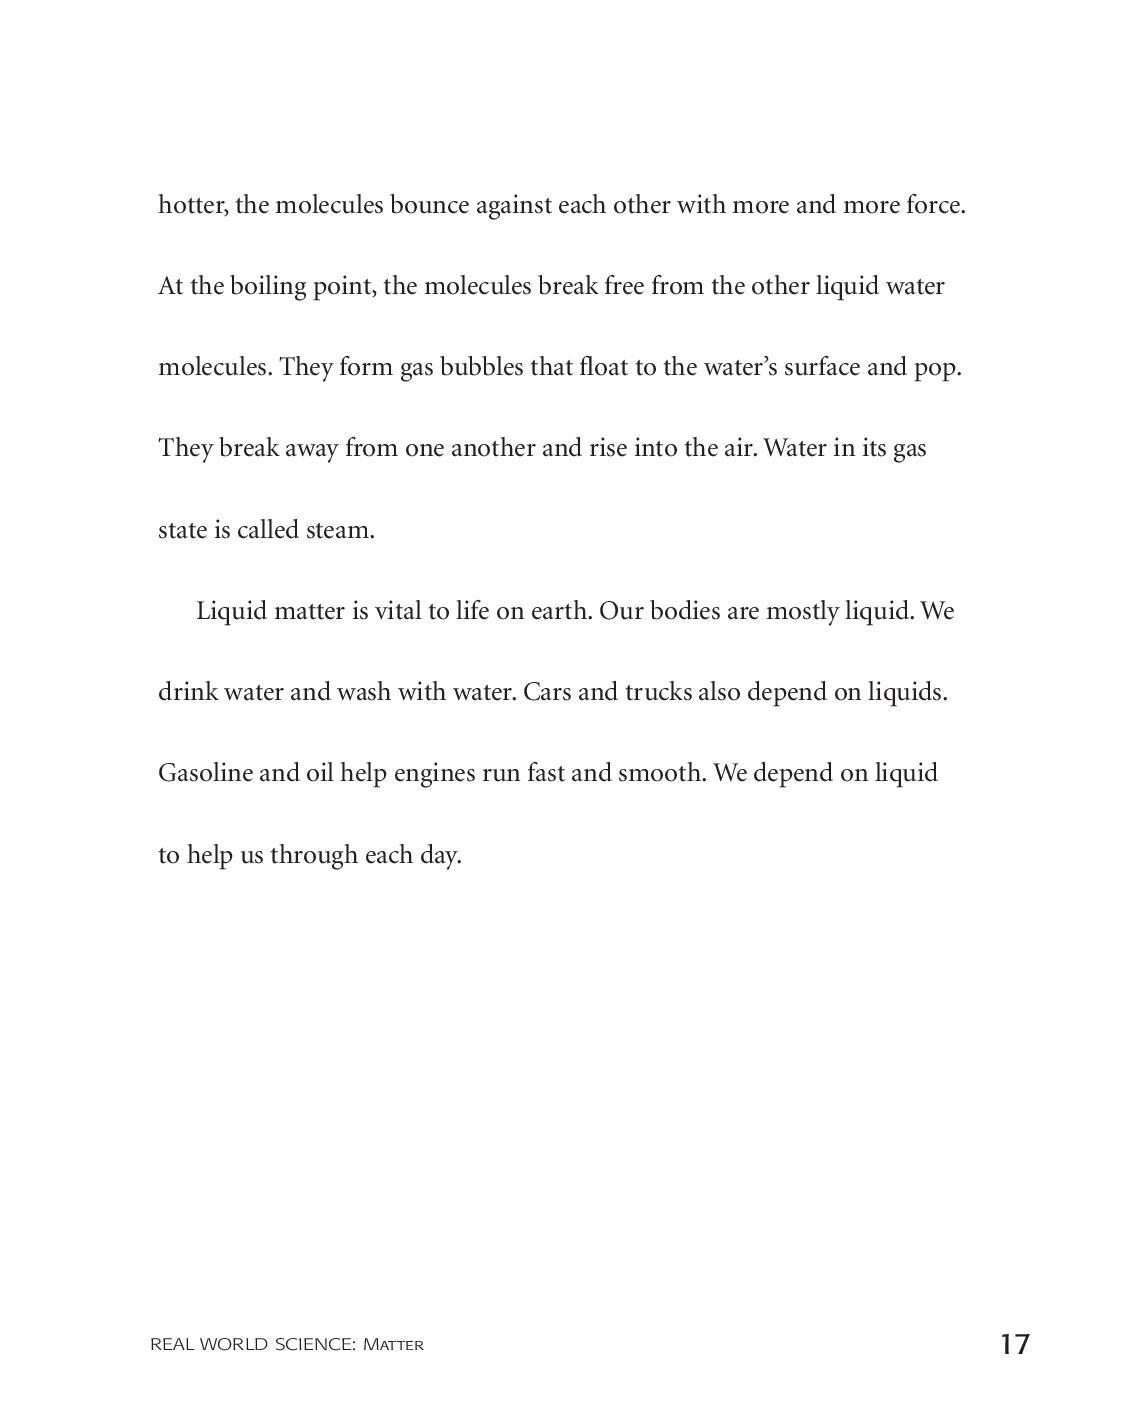 hotter, the molecules bounce against each other with more and more force.
At the boiling point, the molecules break free from the other liquid water
molecules. They form gas bubbles that float to the water’s surface and pop.
They break away from one another and rise into the air. Water in its gas
state is called steam.
Liquid matter is vital to life on earth. Our bodies are mostly liquid. We
drink water and wash with water. Cars and trucks also depend on liquids.
Gasoline and oil help engines run fast and smooth. We depend on liquid
to help us through each day.
REAL WORLD SCIENCE: Matter 17